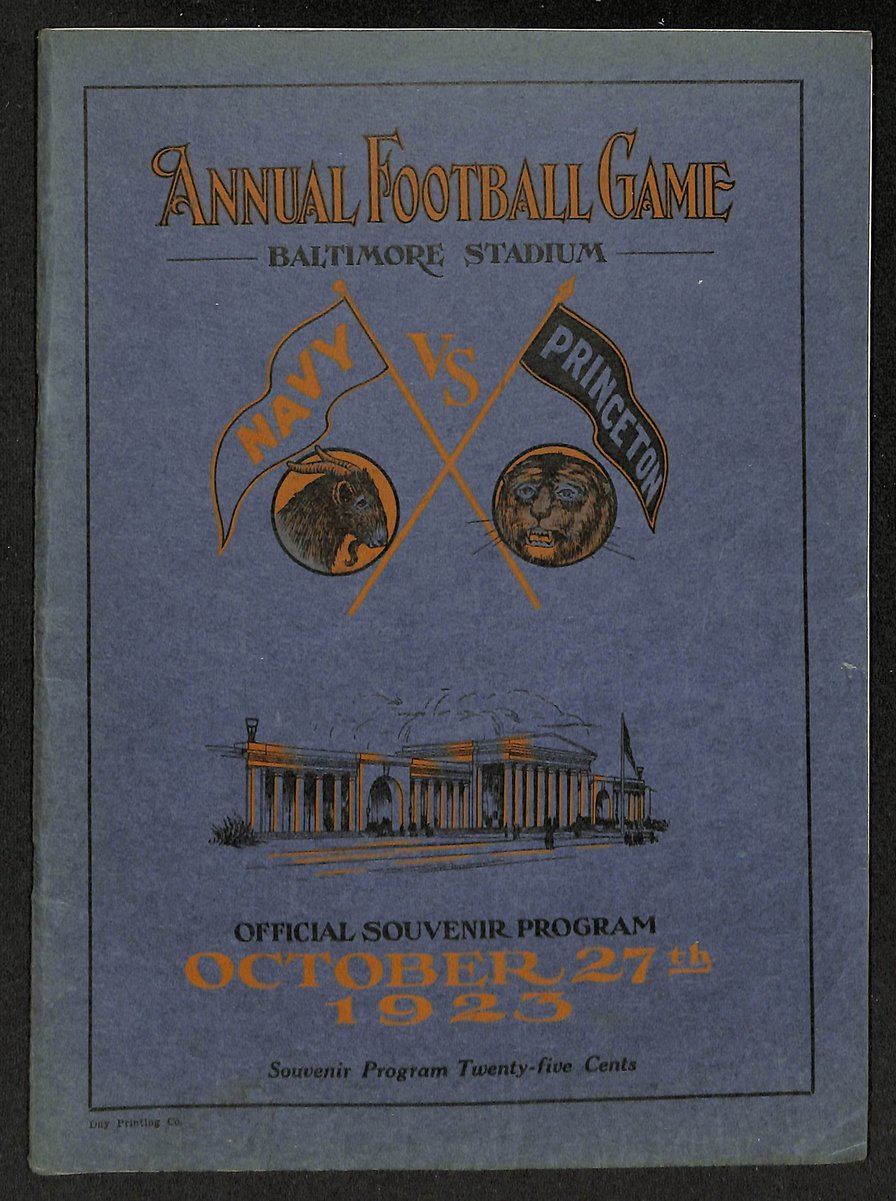 ANNUAL FOOTBALL GAME
BALTIMORE STADIUM
NAVY
VS
PRINCETON
OFFICIAL SOUVENIR PROGRAM
OCTOBER 27th
1923
Souvenir Program Twenty-five Cents
Day Printing Co.